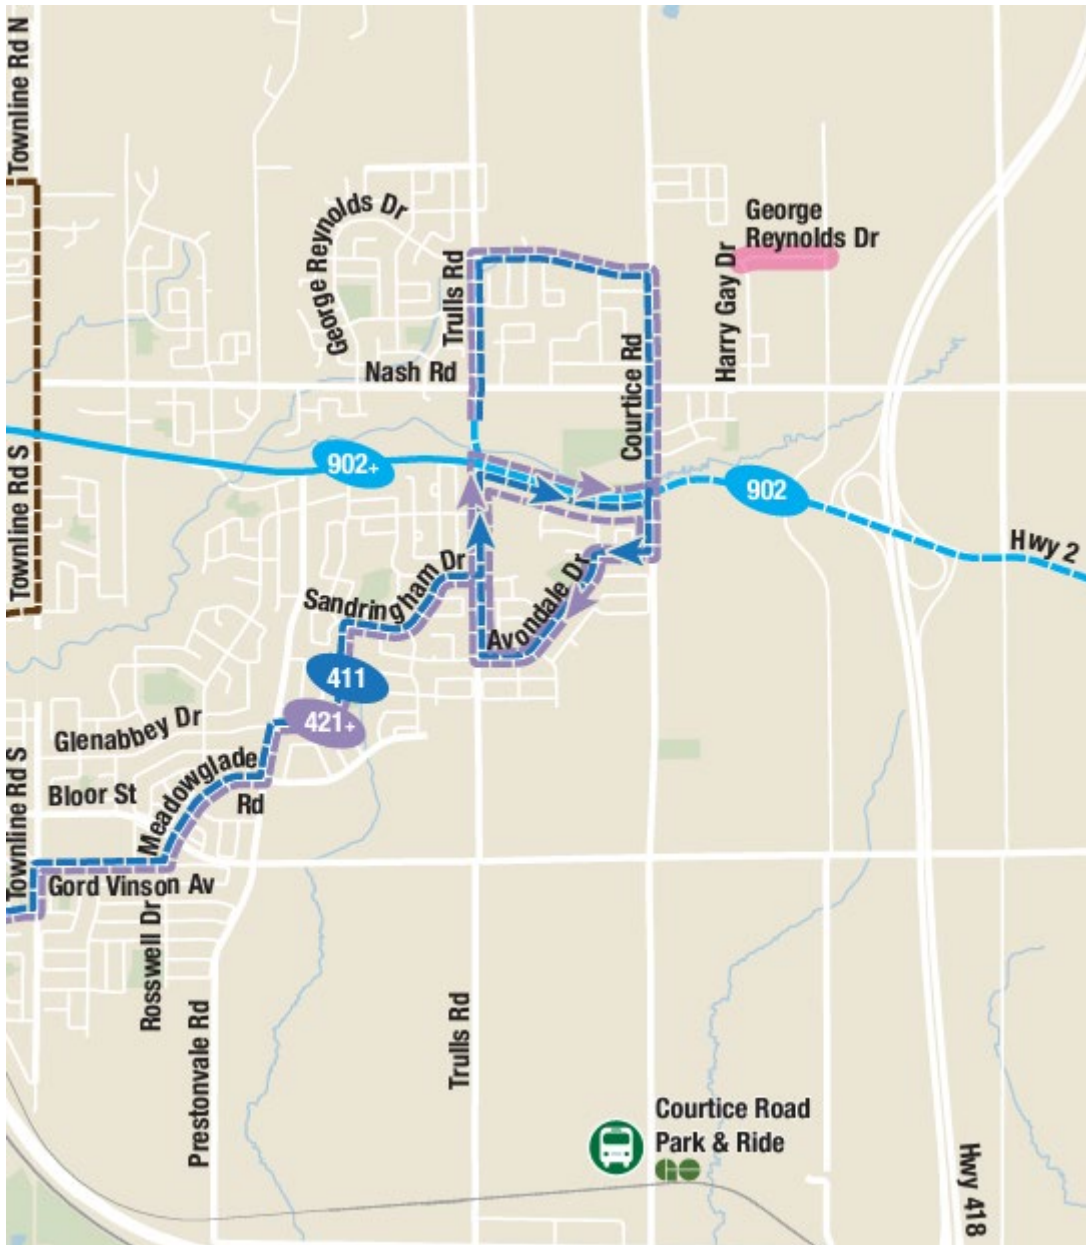 Townline Rd N
George Reynolds Dr
George
Reynolds Dr
Trulls Rd
Harry Gay Dr
Nash Rd
Courtice Rd
Townline Rd S
902+
902
Hwy 2
Sandringham Dr
Avondale Dr
411
421+
Glenabbey Dr
Meadowglade
Rd
Bloor St
Townline Rd S
Gord Vinson Av
Rosswell Dr
Prestonvale Rd
Trulls Rd
Courtice Road
Park & Ride
GO
Hwy 418